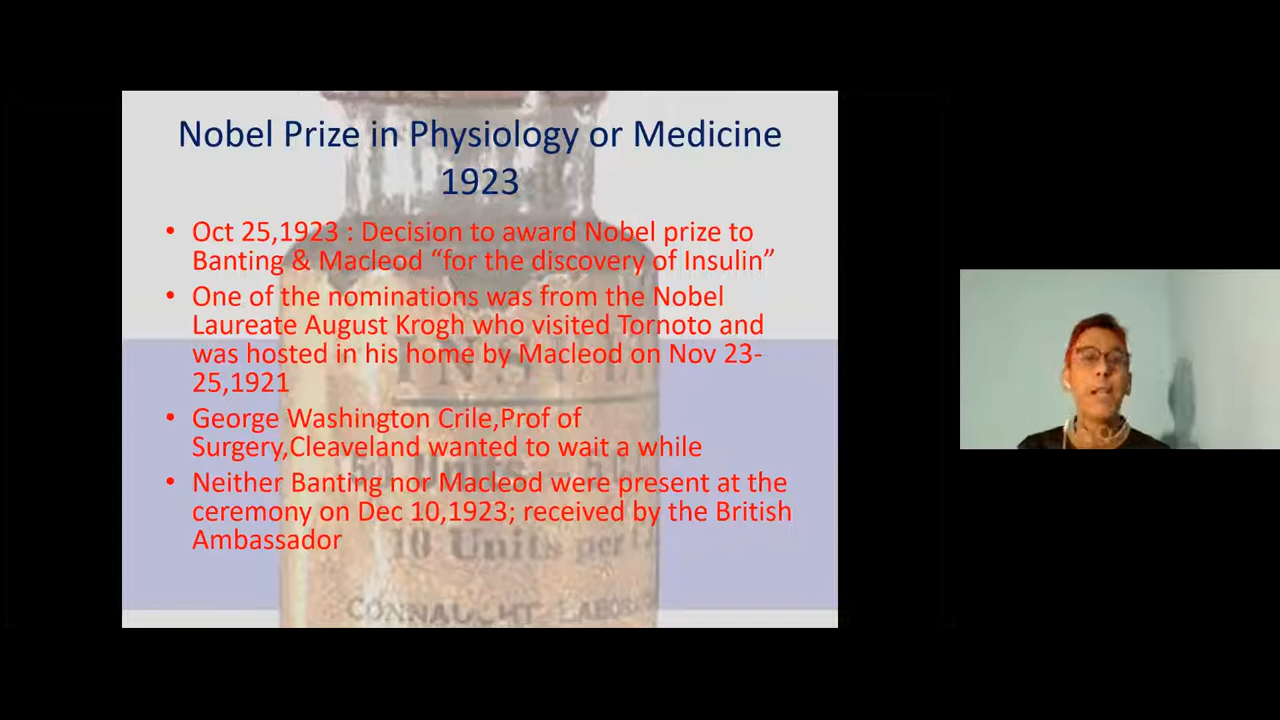 Nobel Prize in Physiology or Medicine
1923
• Oct 25,1923 : Decision to award Nobel prize to
Banting & Macleod “for the discovery of Insulin”
• One of the nominations was from the Nobel
Laureate August Krogh who visited Tornoto and
was hosted in his home by Macleod on Nov 23-
25,1921
• George Washington Crile,Prof of
Surgery,Cleaveland wanted to wait a while
• Neither Banting nor Macleod were present at the
ceremony on Dec 10,1923; received by the British
Ambassador
10 Units per
CONNAUGHT